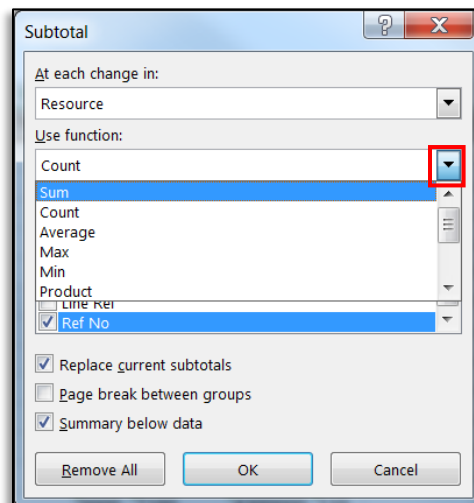 Subtotal
?
X
At each change in:
Resource
Use function:
Count
Sum
Count
Average
Max
Min
Product
Line Ref
Ref No
Replace current subtotals
Page break between groups
Summary below data
Remove All OK Cancel